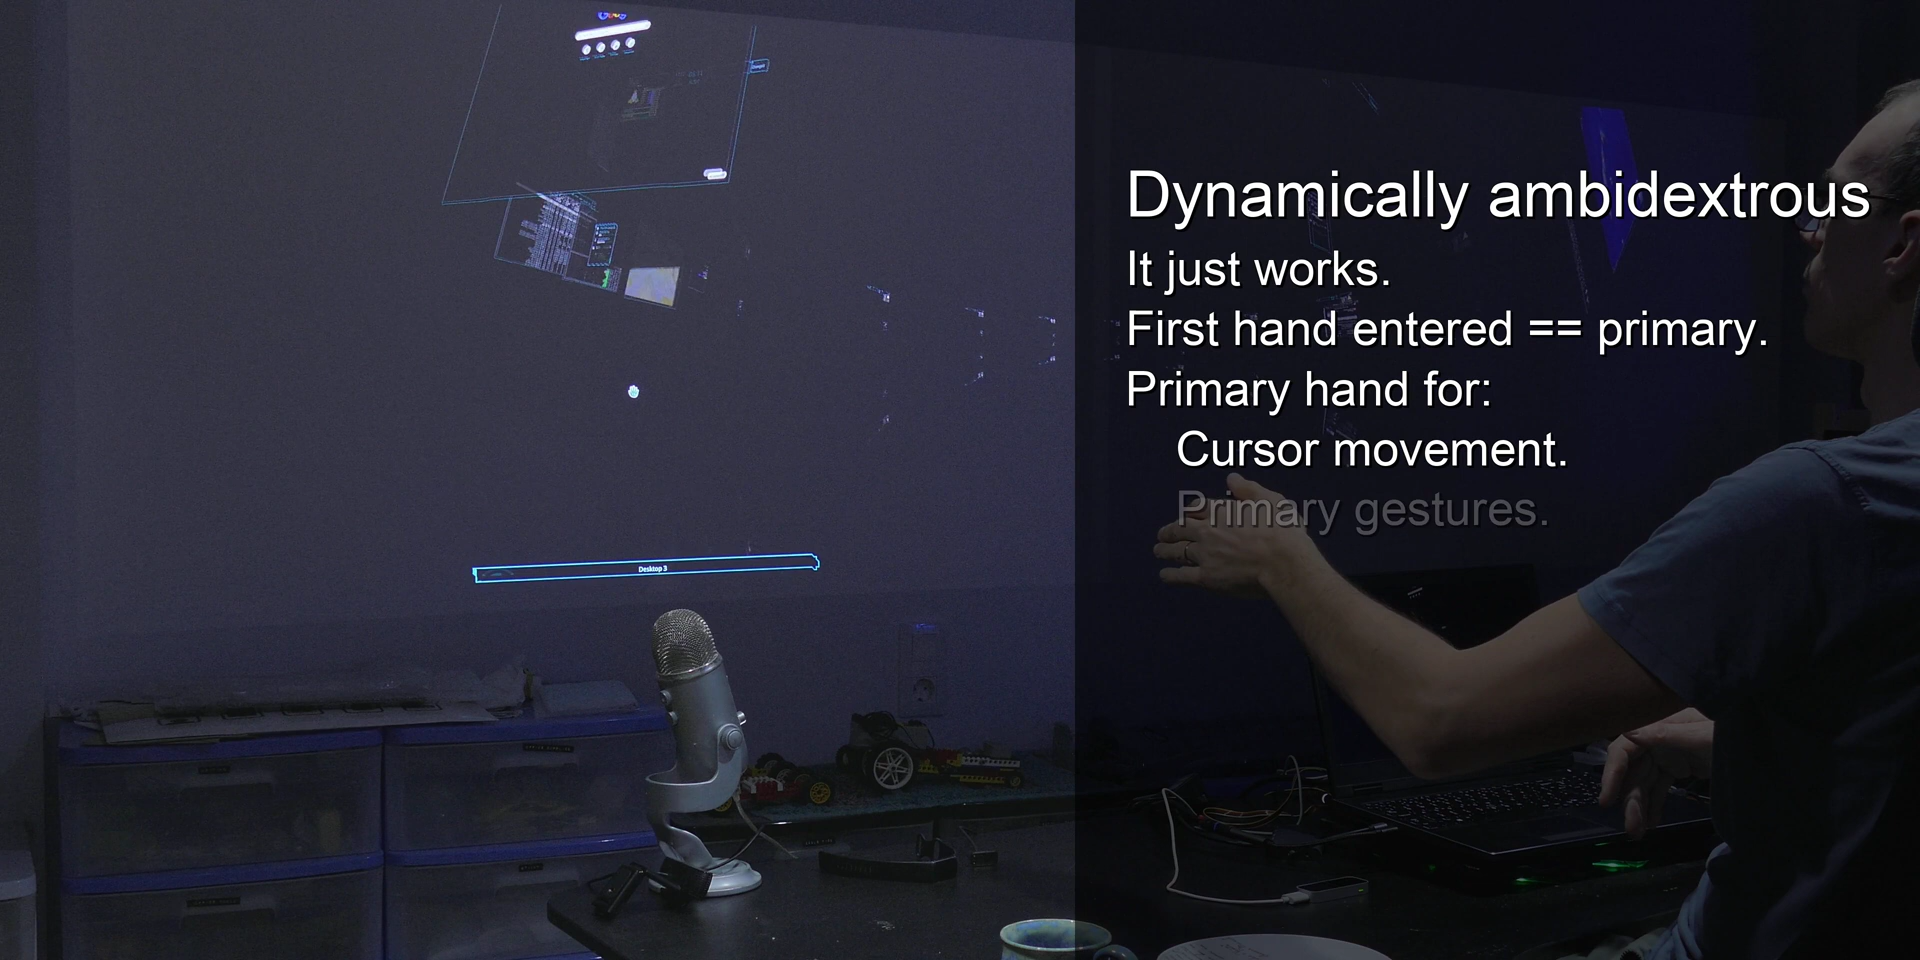 Dynamically ambidextrous
It just works.
First hand entered == primary.
Primary hand for:
Cursor movement.
Primary gestures.
Desktop 3